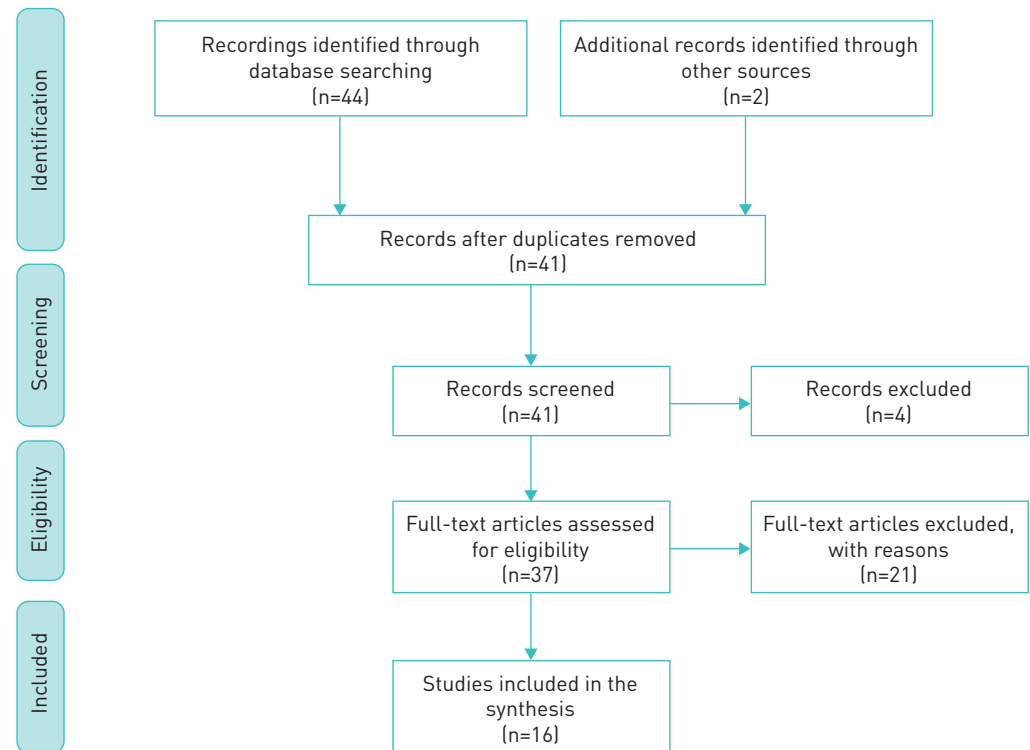 Identification
Recordings identified through
database searching
(n=44)
Additional records identified through
other sources
(n=2)
Records after duplicates removed
(n=41)
Screening
Records screened
(n=41)
Records excluded
(n=4)
Eligibility
Full-text articles assessed
for eligibility
(n=37)
Full-text articles excluded,
with reasons
(n=21)
Included
Studies included in the
synthesis
(n=16)